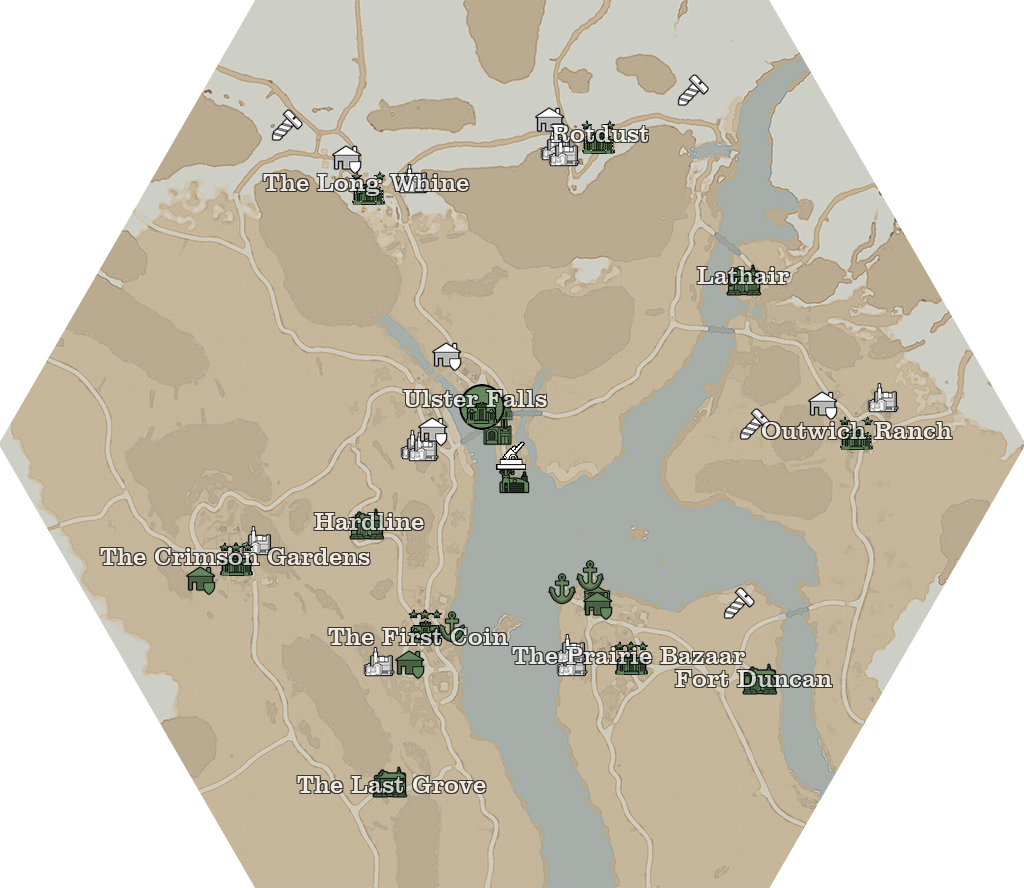 Rotdust
The Long Whine
Lathair
Ulster Falls
Outwich Ranch
Hardline
The Crimson Gardens
The First Coin
The Prairie Bazaar
Fort Duncan
The Last Grove